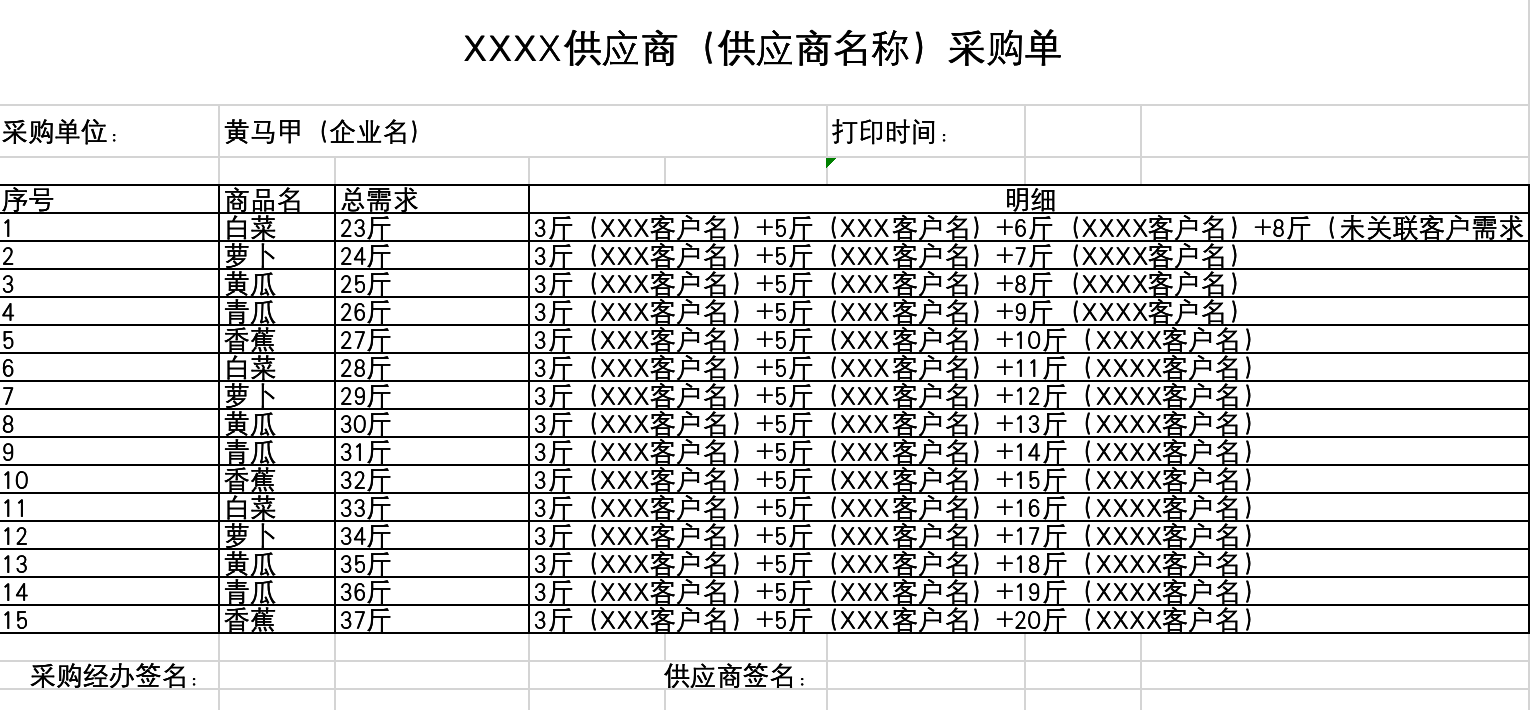 XXXX供应商（供应商名称）采购单
采购单位： 黄马甲（企业名） 打印时间：
序号 商品名 总需求 明细
1 白菜 23斤 3斤（XXX客户名）+5斤（XXX客户名）+6斤（XXXX客户名）+8斤（未关联客户需求
2 萝卜 24斤 3斤（XXX客户名）+5斤（XXX客户名）+7斤（XXXX客户名）
3 黄瓜 25斤 3斤（XXX客户名）+5斤（XXX客户名）+8斤（XXXX客户名）
4 青瓜 26斤 3斤（XXX客户名）+5斤（XXX客户名）+9斤（XXXX客户名）
5 香蕉 27斤 3斤（XXX客户名）+5斤（XXX客户名）+10斤（XXXX客户名）
6 白菜 28斤 3斤（XXX客户名）+5斤（XXX客户名）+11斤（XXXX客户名）
7 萝卜 29斤 3斤（XXX客户名）+5斤（XXX客户名）+12斤（XXXX客户名）
8 黄瓜 30斤 3斤（XXX客户名）+5斤（XXX客户名）+13斤（XXXX客户名）
9 青瓜 31斤 3斤（XXX客户名）+5斤（XXX客户名）+14斤（XXXX客户名）
10 香蕉 32斤 3斤（XXX客户名）+5斤（XXX客户名）+15斤（XXXX客户名）
11 白菜 33斤 3斤（XXX客户名）+5斤（XXX客户名）+16斤（XXXX客户名）
12 萝卜 34斤 3斤（XXX客户名）+5斤（XXX客户名）+17斤（XXXX客户名）
13 黄瓜 35斤 3斤（XXX客户名）+5斤（XXX客户名）+18斤（XXXX客户名）
14 青瓜 36斤 3斤（XXX客户名）+5斤（XXX客户名）+19斤（XXXX客户名）
15 香蕉 37斤 3斤（XXX客户名）+5斤（XXX客户名）+20斤（XXXX客户名）
采购经办签名： 供应商签名：